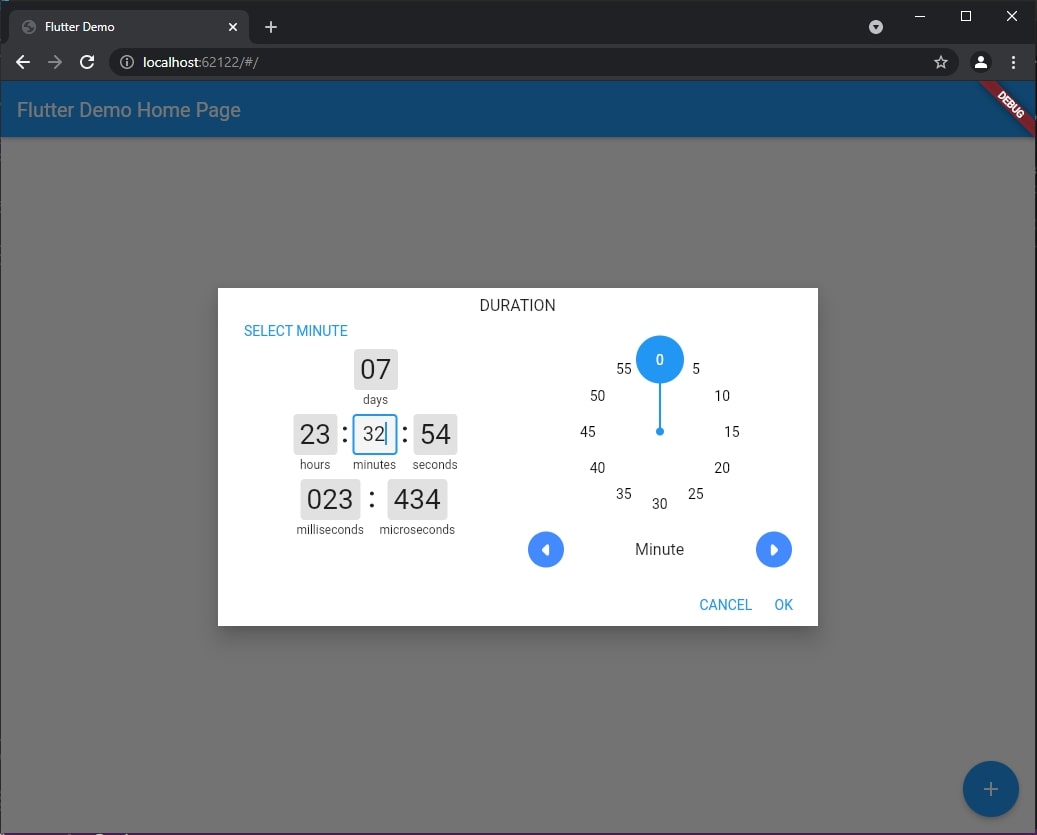 Flutter Demo
localhost:62122/#/
Flutter Demo Home Page
DEBUG
DURATION
SELECT MINUTE
07
days
23 : 32 : 54
hours minutes seconds
023 : 434
milliseconds microseconds
0
5
10
15
20
25
30
35
40
45
50
55
Minute
CANCEL OK